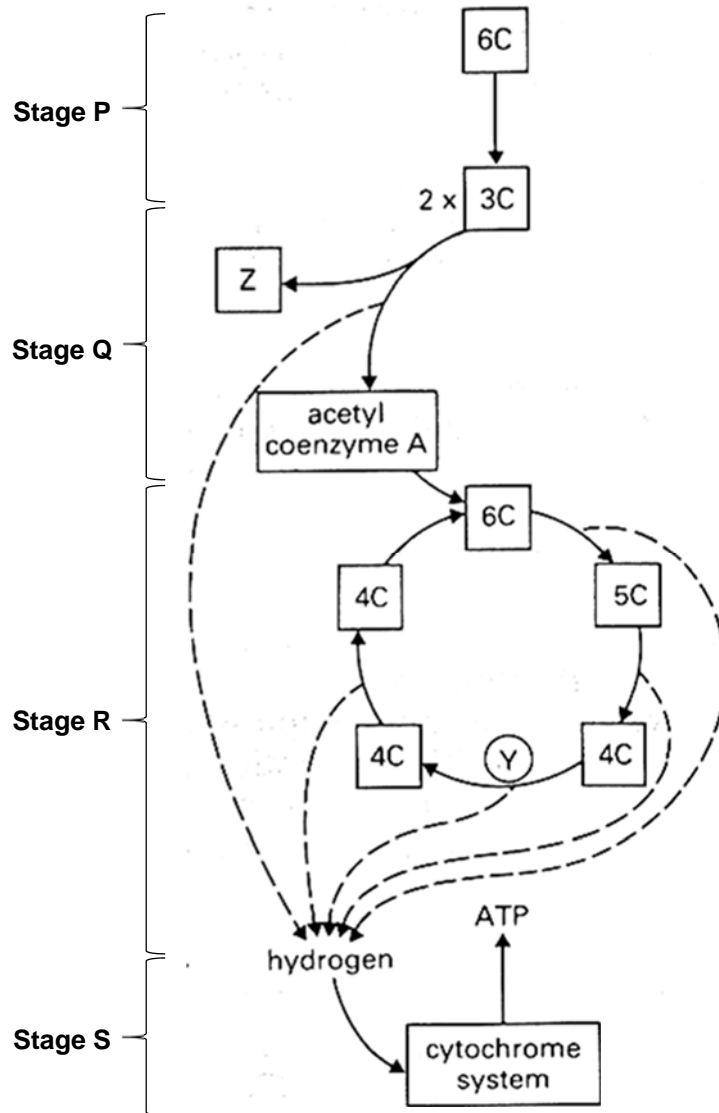 6C
Stage P
2 x 3C
Z
Stage Q
acetyl
coenzyme A
6C
4C
5C
Stage R
4C
Y
4C
ATP
hydrogen
Stage S
cytochrome
system